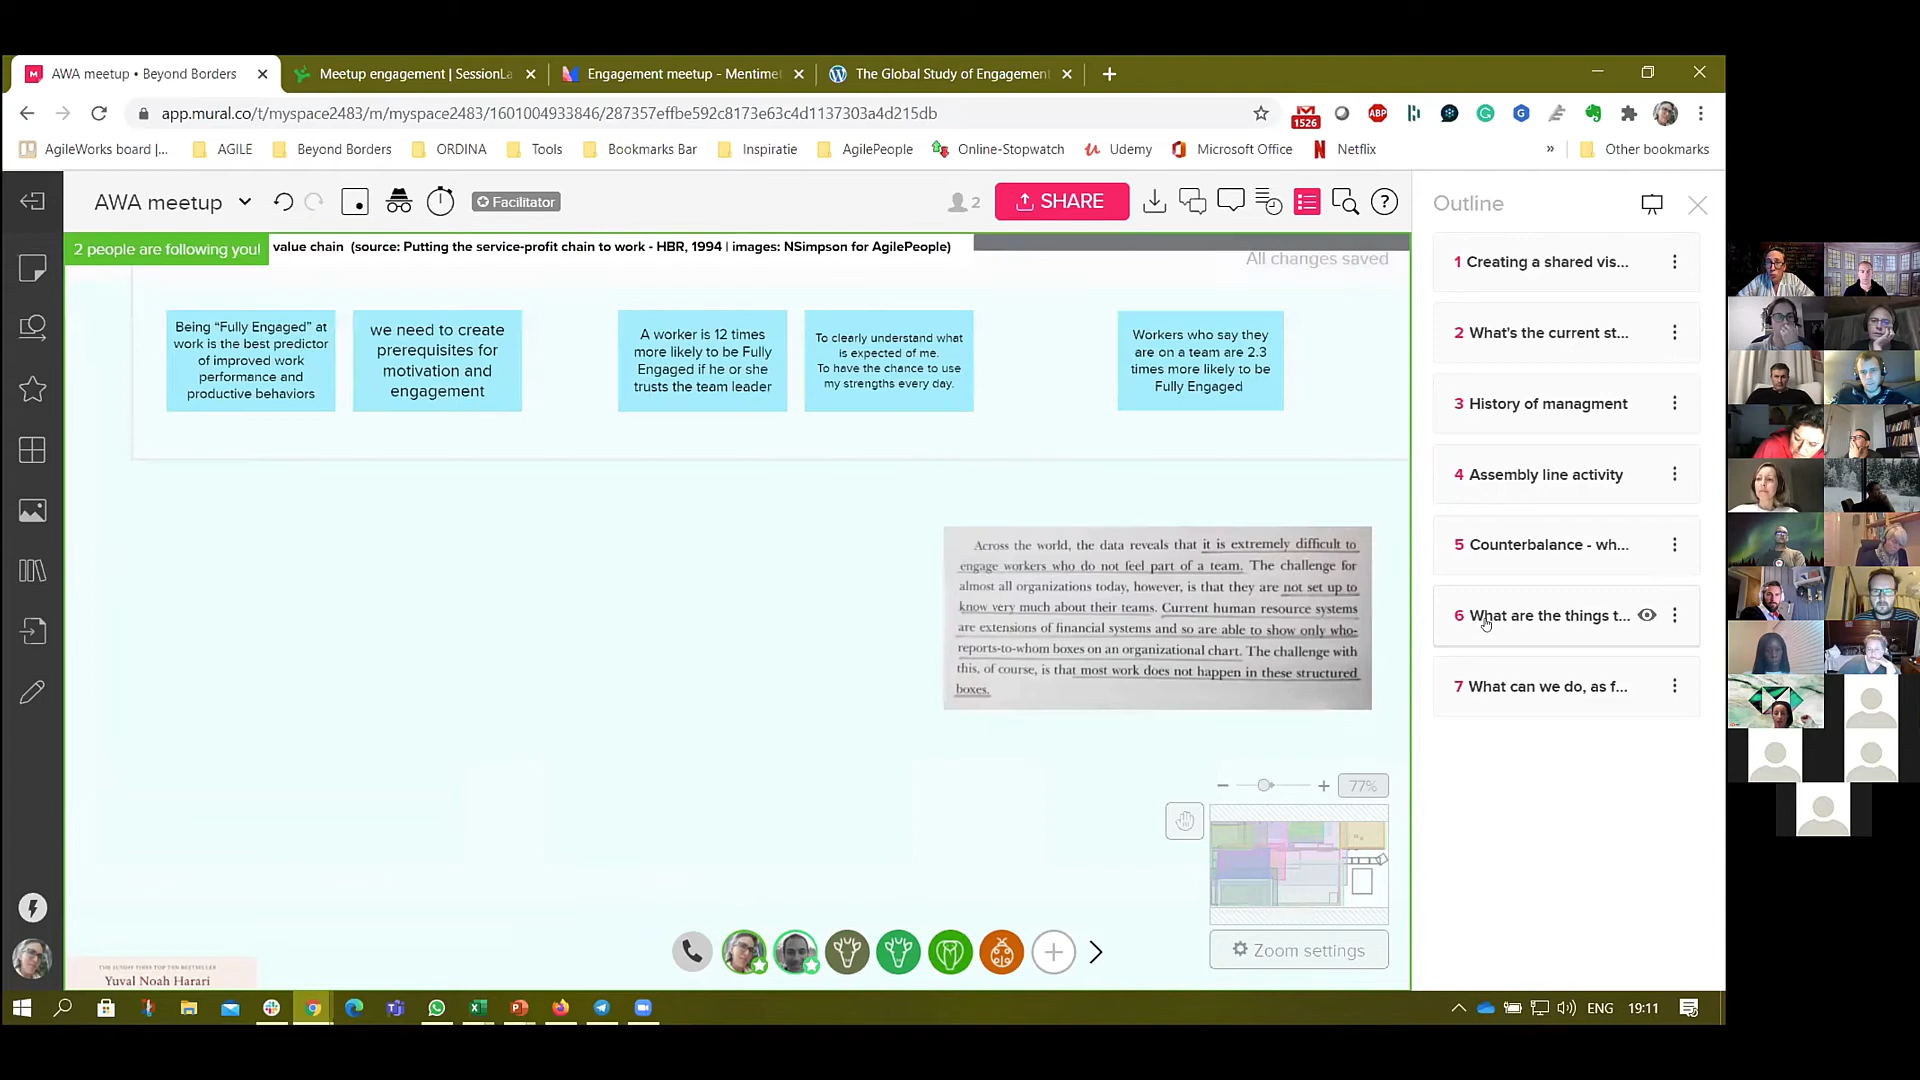 AWA meetup • Beyond Borders
Meetup engagement | SessionLa
Engagement meetup - Mentimet
The Global Study of Engagement
app.mural.co/t/myspace2483/m/myspace2483/1601004933846/287357effbe592c8173e63c4d1137303a4d215db
1526
ABP
AgileWorks board |...
AGILE
Beyond Borders
ORDINA
Tools
Bookmarks Bar
Inspiratie
AgilePeople
Online-Stopwatch
Udemy
Microsoft Office
Netflix
»
Other bookmarks
AWA meetup
Facilitator
2
SHARE
?
Outline
2 people are following you!
value chain (source: Putting the service-profit chain to work - HBR, 1994 | images: NSimpson for AgilePeople)
All changes saved
Being “Fully Engaged” at
work is the best predictor
of improved work
performance and
productive behaviors
we need to create
prerequisites for
motivation and
engagement
A worker is 12 times
more likely to be Fully
Engaged if he or she
trusts the team leader
To clearly understand what
is expected of me.
To have the chance to use
my strengths every day.
Workers who say they
are on a team are 2.3
times more likely to be
Fully Engaged
Across the world, the data reveals that it is extremely difficult to
engage workers who do not feel part of a team. The challenge for
almost all organizations today, however, is that they are not set up to
know very much about their teams. Current human resource systems
are extensions of financial systems and so are able to show only who-
reports-to-whom boxes on an organizational chart. The challenge with
this, of course, is that most work does not happen in these structured
boxes.
1 Creating a shared vis...
2 What's the current st...
3 History of managment
4 Assembly line activity
5 Counterbalance - wh...
6 What are the things t...
7 What can we do, as f...
77%
Zoom settings
THE SUNDAY TIMES TOP TEN BESTSELLER
Yuval Noah Harari
ENG
19:11